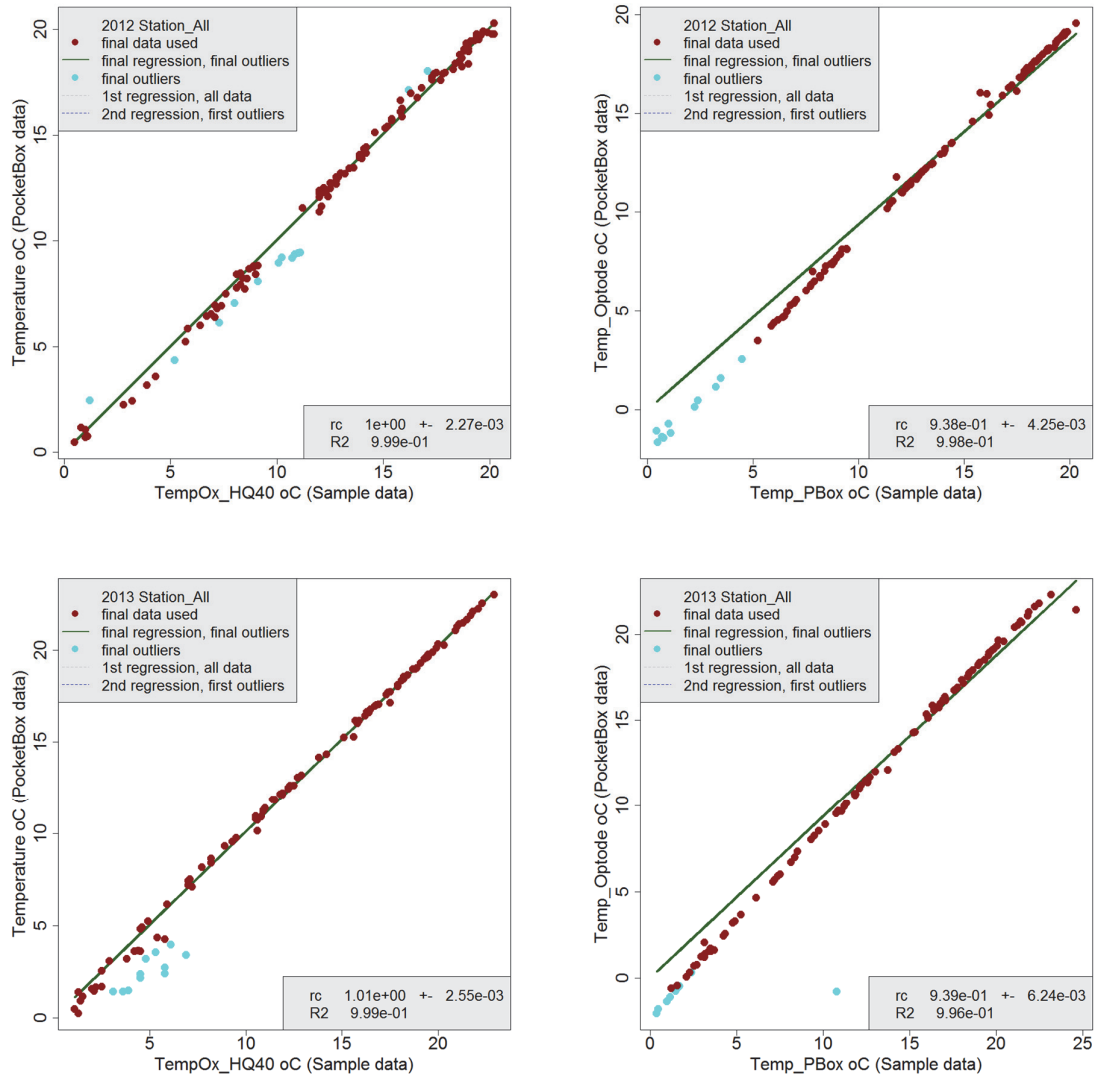 2012 Station_All
final data used
final regression, final outliers
final outliers
1st regression, all data
2nd regression, first outliers
Temperature oC (PocketBox data)
20
15
10
5
0
rc 1e+00 +- 2.27e-03
R2 9.99e-01
0 5 10 15 20
TempOx_HQ40 oC (Sample data)
2012 Station_All
final data used
final regression, final outliers
final outliers
1st regression, all data
2nd regression, first outliers
Temp_Optode oC (PocketBox data)
20
15
10
5
0
rc 9.38e-01 +- 4.25e-03
R2 9.98e-01
0 5 10 15 20
Temp_PBox oC (Sample data)
2013 Station_All
final data used
final regression, final outliers
final outliers
1st regression, all data
2nd regression, first outliers
Temperature oC (PocketBox data)
20
15
10
5
0
rc 1.01e+00 +- 2.55e-03
R2 9.99e-01
5 10 15 20
TempOx_HQ40 oC (Sample data)
2013 Station_All
final data used
final regression, final outliers
final outliers
1st regression, all data
2nd regression, first outliers
Temp_Optode oC (PocketBox data)
20
15
10
5
0
rc 9.39e-01 +- 6.24e-03
R2 9.96e-01
0 5 10 15 20 25
Temp_PBox oC (Sample data)